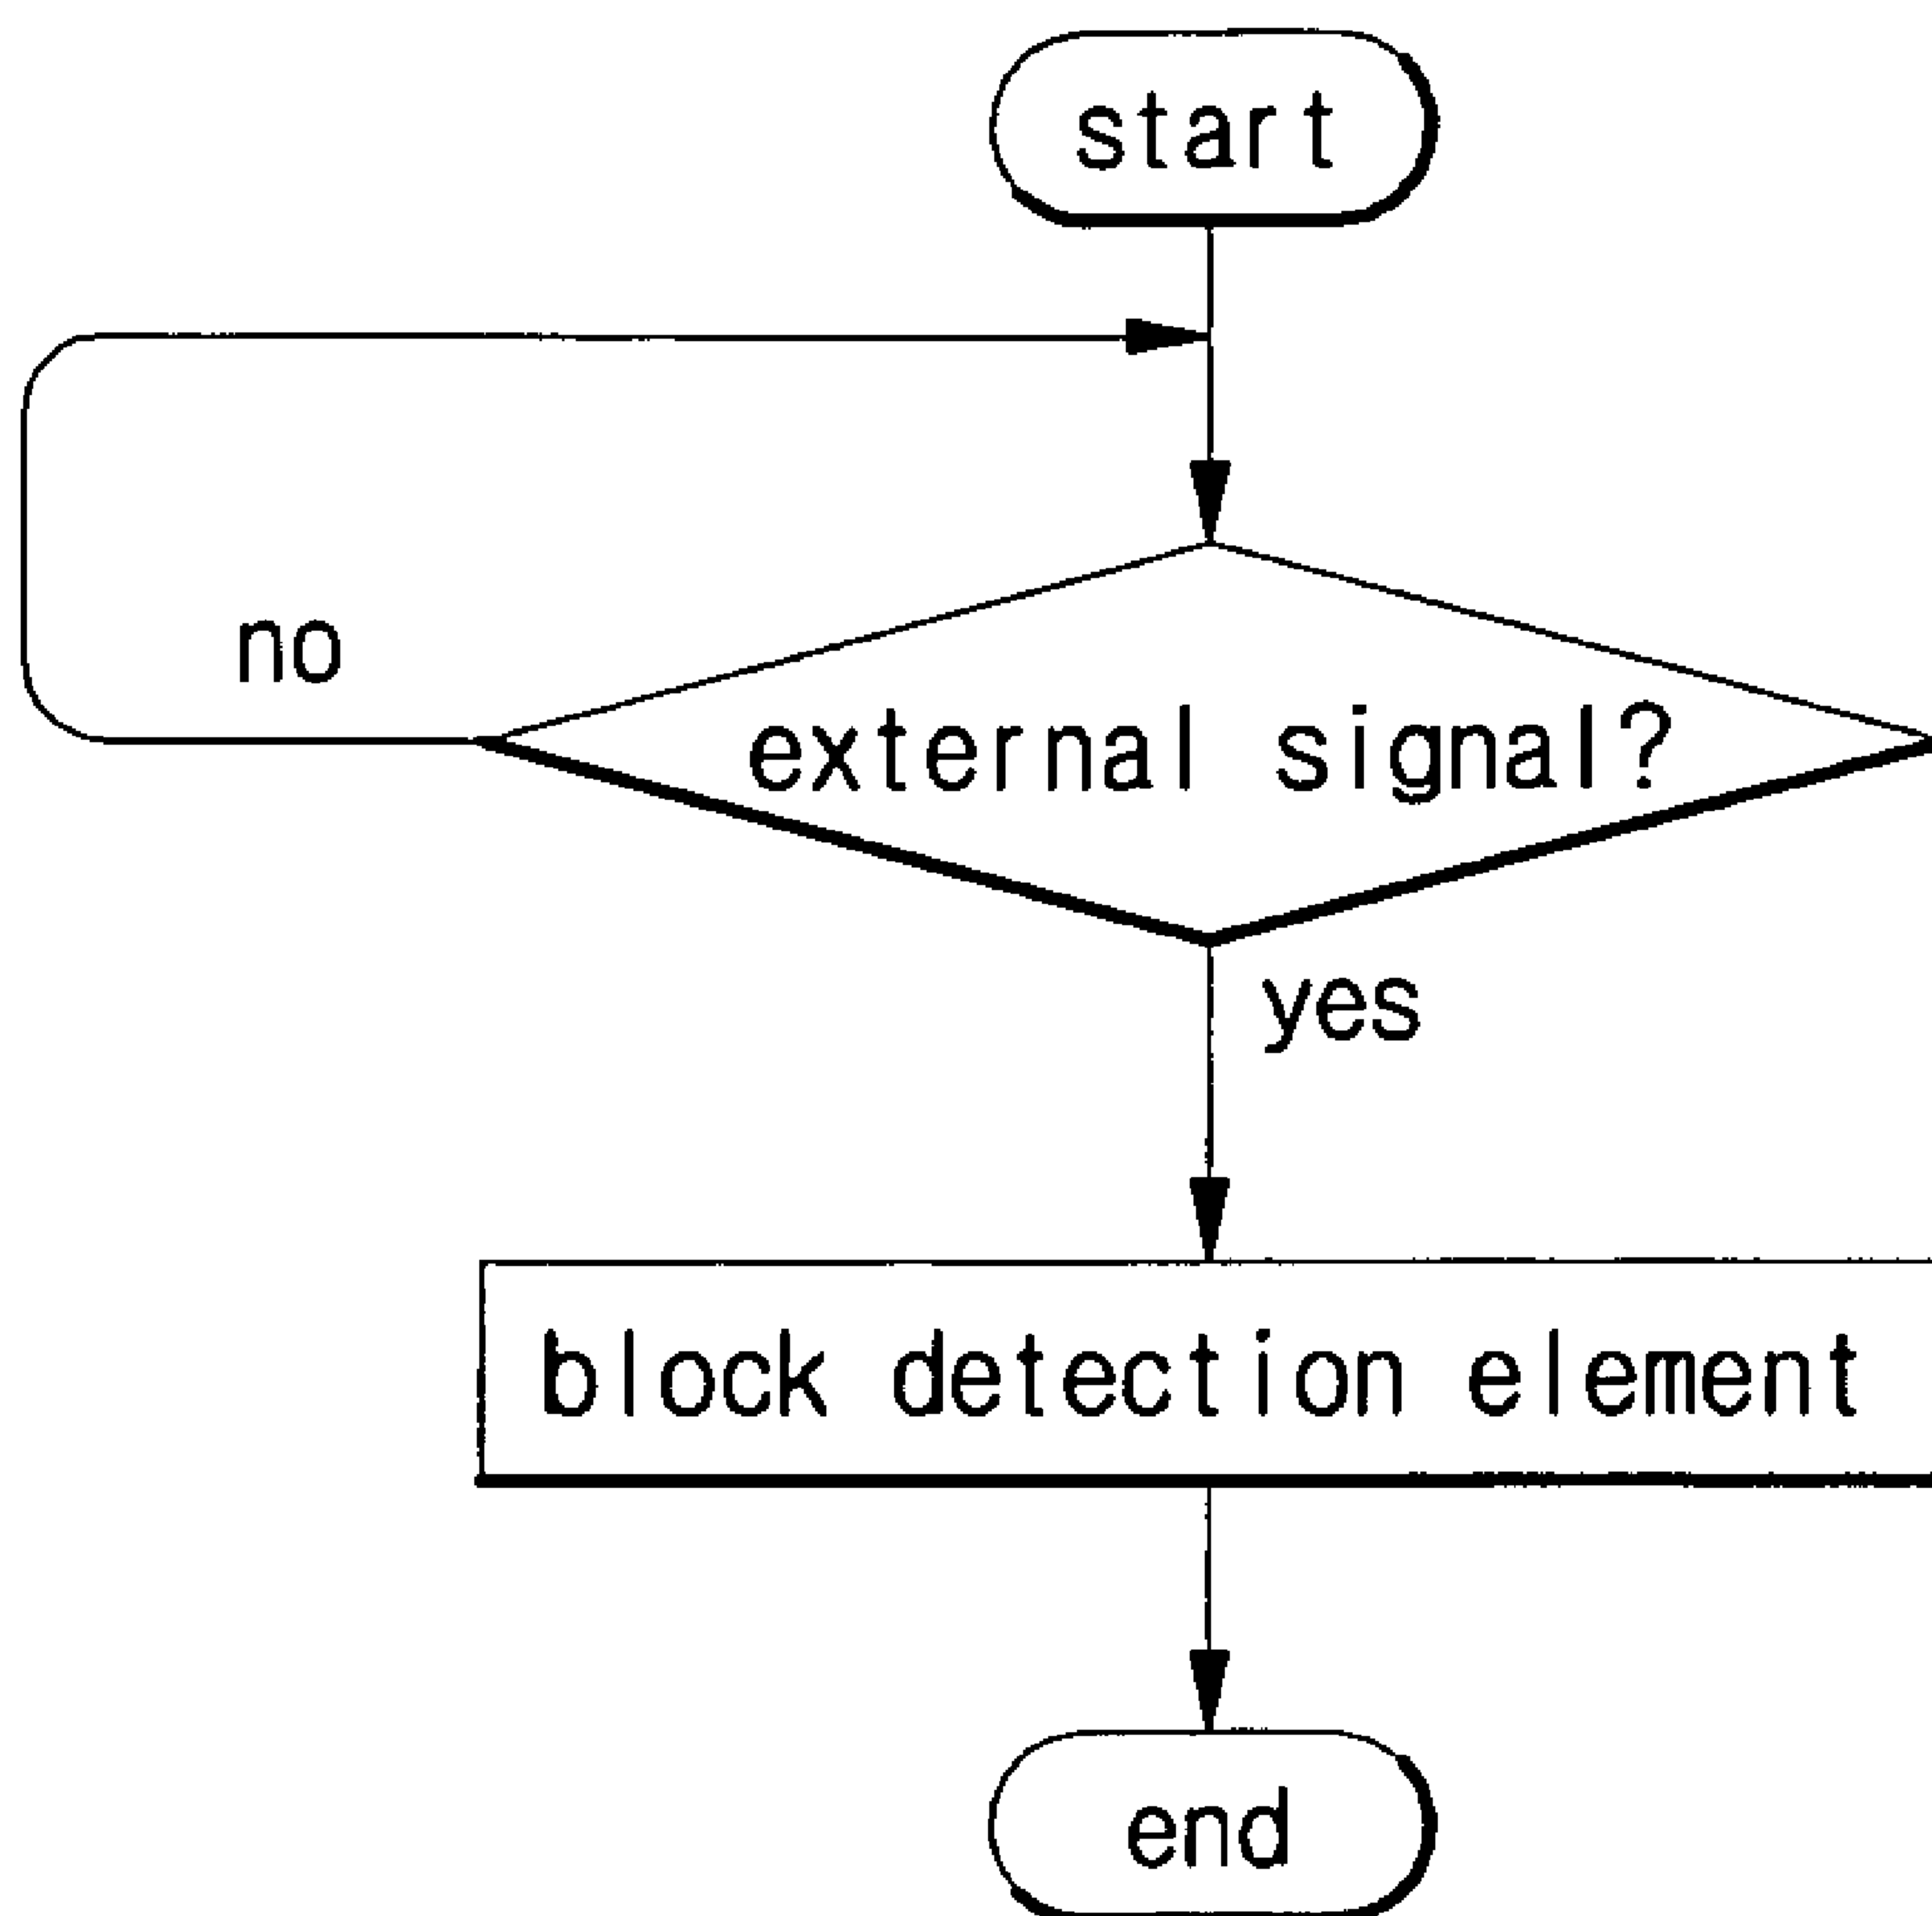 start
no
external signal?
yes
block detection element
end